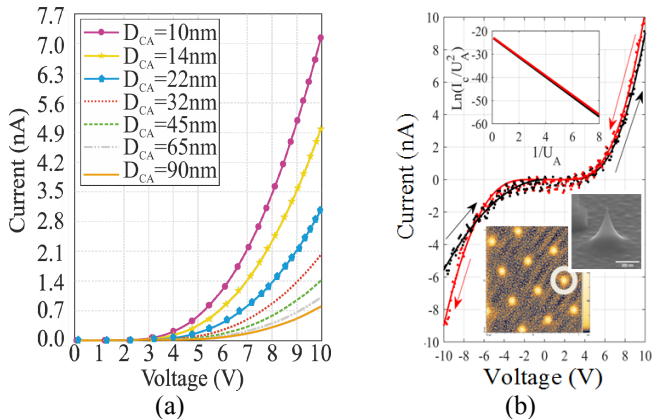 7.7
7.0
6.3
5.6
4.9
4.2
3.5
2.8
2.1
1.4
0.7
0.0
Current (nA)
D_CA=10nm
D_CA=14nm
D_CA=22nm
D_CA=32nm
D_CA=45nm
D_CA=65nm
D_CA=90nm
0 1 2 3 4 5 6 7 8 9 10
Voltage (V)
(a)
10
8
6
4
2
0
-2
-4
-6
-8
-10
Current (nA)
-20
-30
-40
-50
-60
Ln(I_c/U_A^2)
0 2 4 6 8
1/U_A
-10 -8 -6 -4 -2 0 2 4 6 8 10
Voltage (V)
(b)